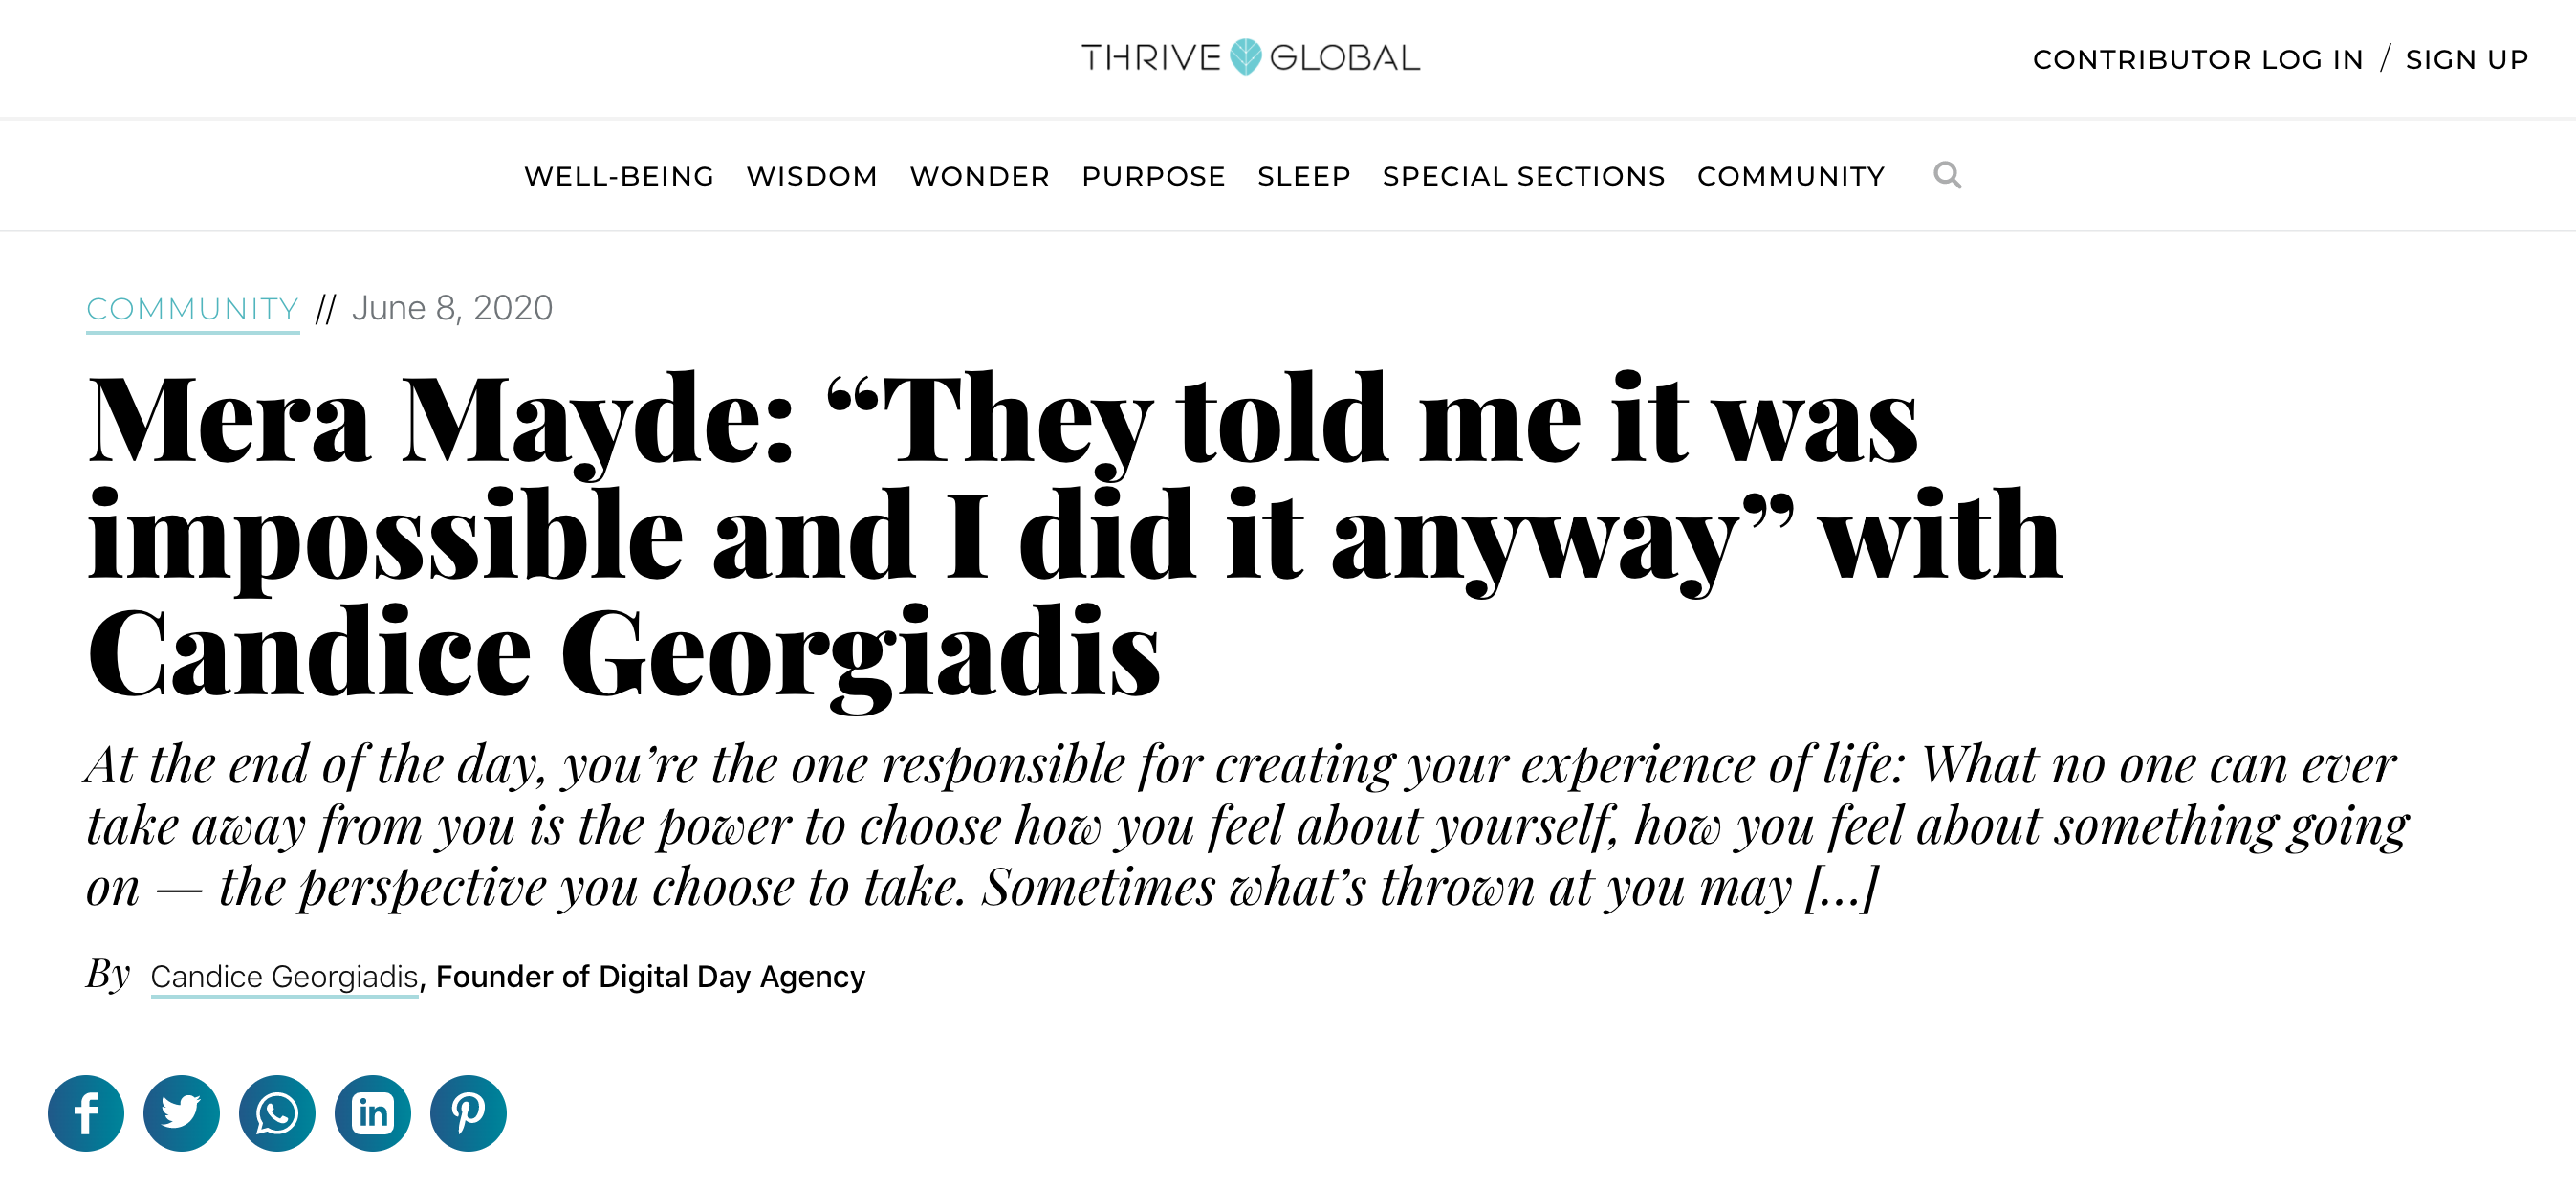 THRIVE GLOBAL
CONTRIBUTOR LOG IN / SIGN UP
WELL-BEING WISDOM WONDER PURPOSE SLEEP SPECIAL SECTIONS COMMUNITY
COMMUNITY // June 8, 2020
Mera Mayde: “They told me it was
impossible and I did it anyway” with
Candice Georgiadis
At the end of the day, you’re the one responsible for creating your experience of life: What no one can ever
take away from you is the power to choose how you feel about yourself, how you feel about something going
on — the perspective you choose to take. Sometimes what’s thrown at you may [...]
By Candice Georgiadis, Founder of Digital Day Agency